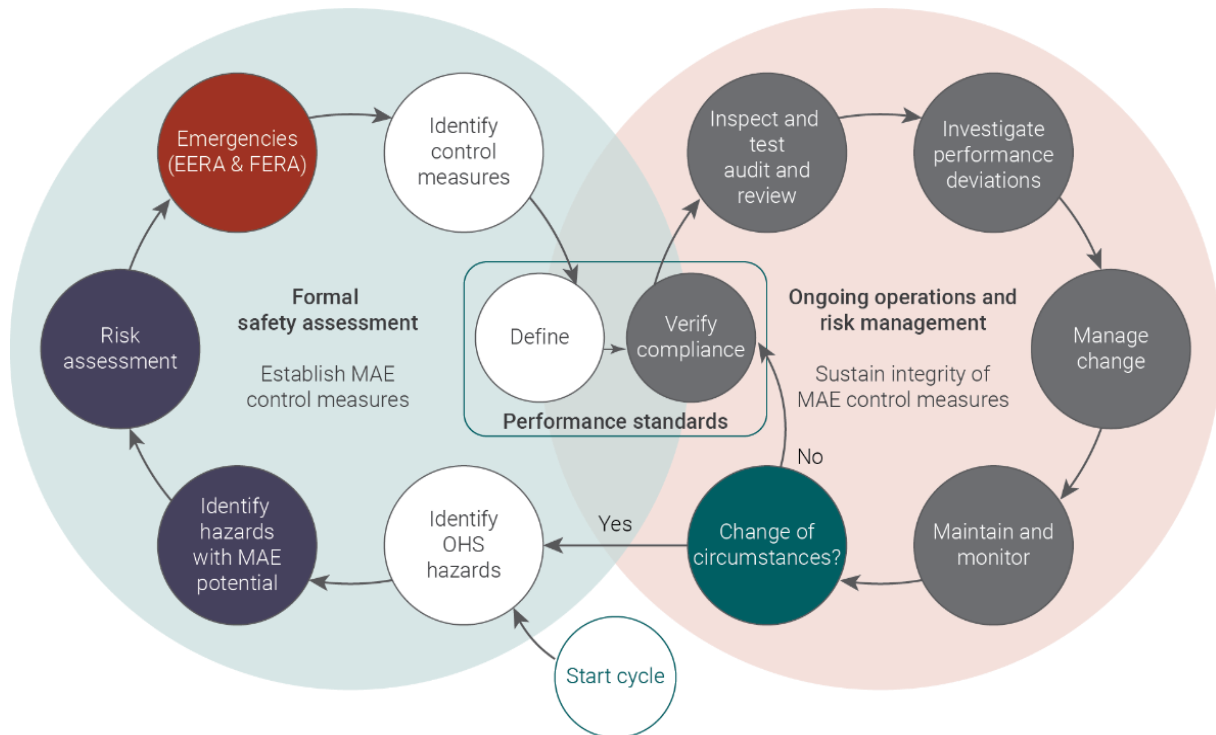 Emergencies
(EERA & FERA)
Identify
control
measures
Inspect and
test
audit and
review
Investigate
performance
deviations
Risk
assessment
Formal
safety assessment
Establish MAE
control measures
Define
Verify
compliance
Performance standards
Ongoing operations and
risk management
Sustain integrity of
MAE control measures
Manage
change
Identify
hazards
with MAE
potential
Identify
OHS
hazards
Yes
No
Change of
circumstances?
Maintain and
monitor
Start cycle